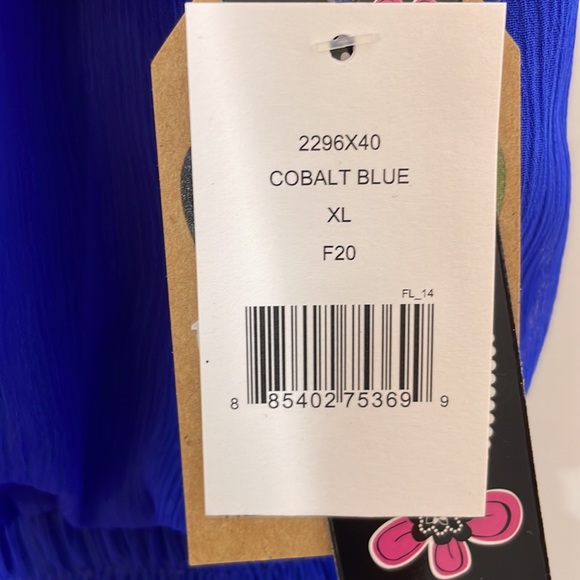 2296X40
COBALT BLUE
XL
F20
FL_14
8 85402 75369 9